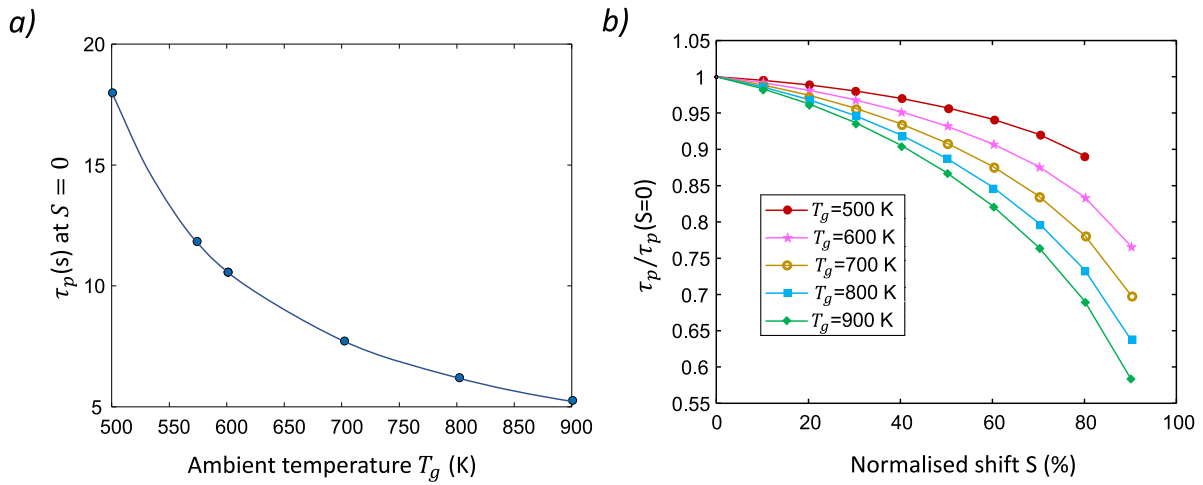 a)
20
15
10
5
τp(s) at S = 0
500 550 600 650 700 750 800 850 900
Ambient temperature Tg (K)
b)
1.05
1
0.95
0.9
0.85
0.8
0.75
0.7
0.65
0.6
0.55
τp/τp(S=0)
Tg=500 K
Tg=600 K
Tg=700 K
Tg=800 K
Tg=900 K
0 20 40 60 80 100
Normalised shift S (%)